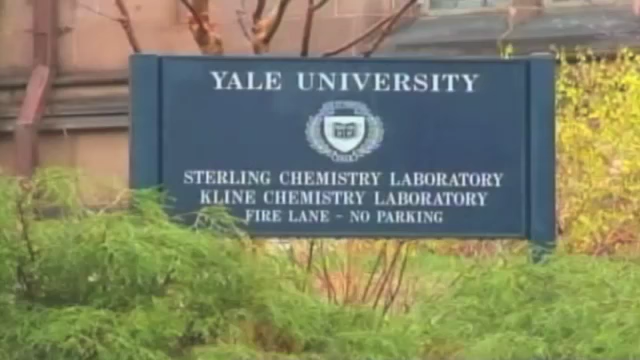 YALE UNIVERSITY
STERLING CHEMISTRY LABORATORY
KLINE CHEMISTRY LABORATORY
FIRE LANE - NO PARKING